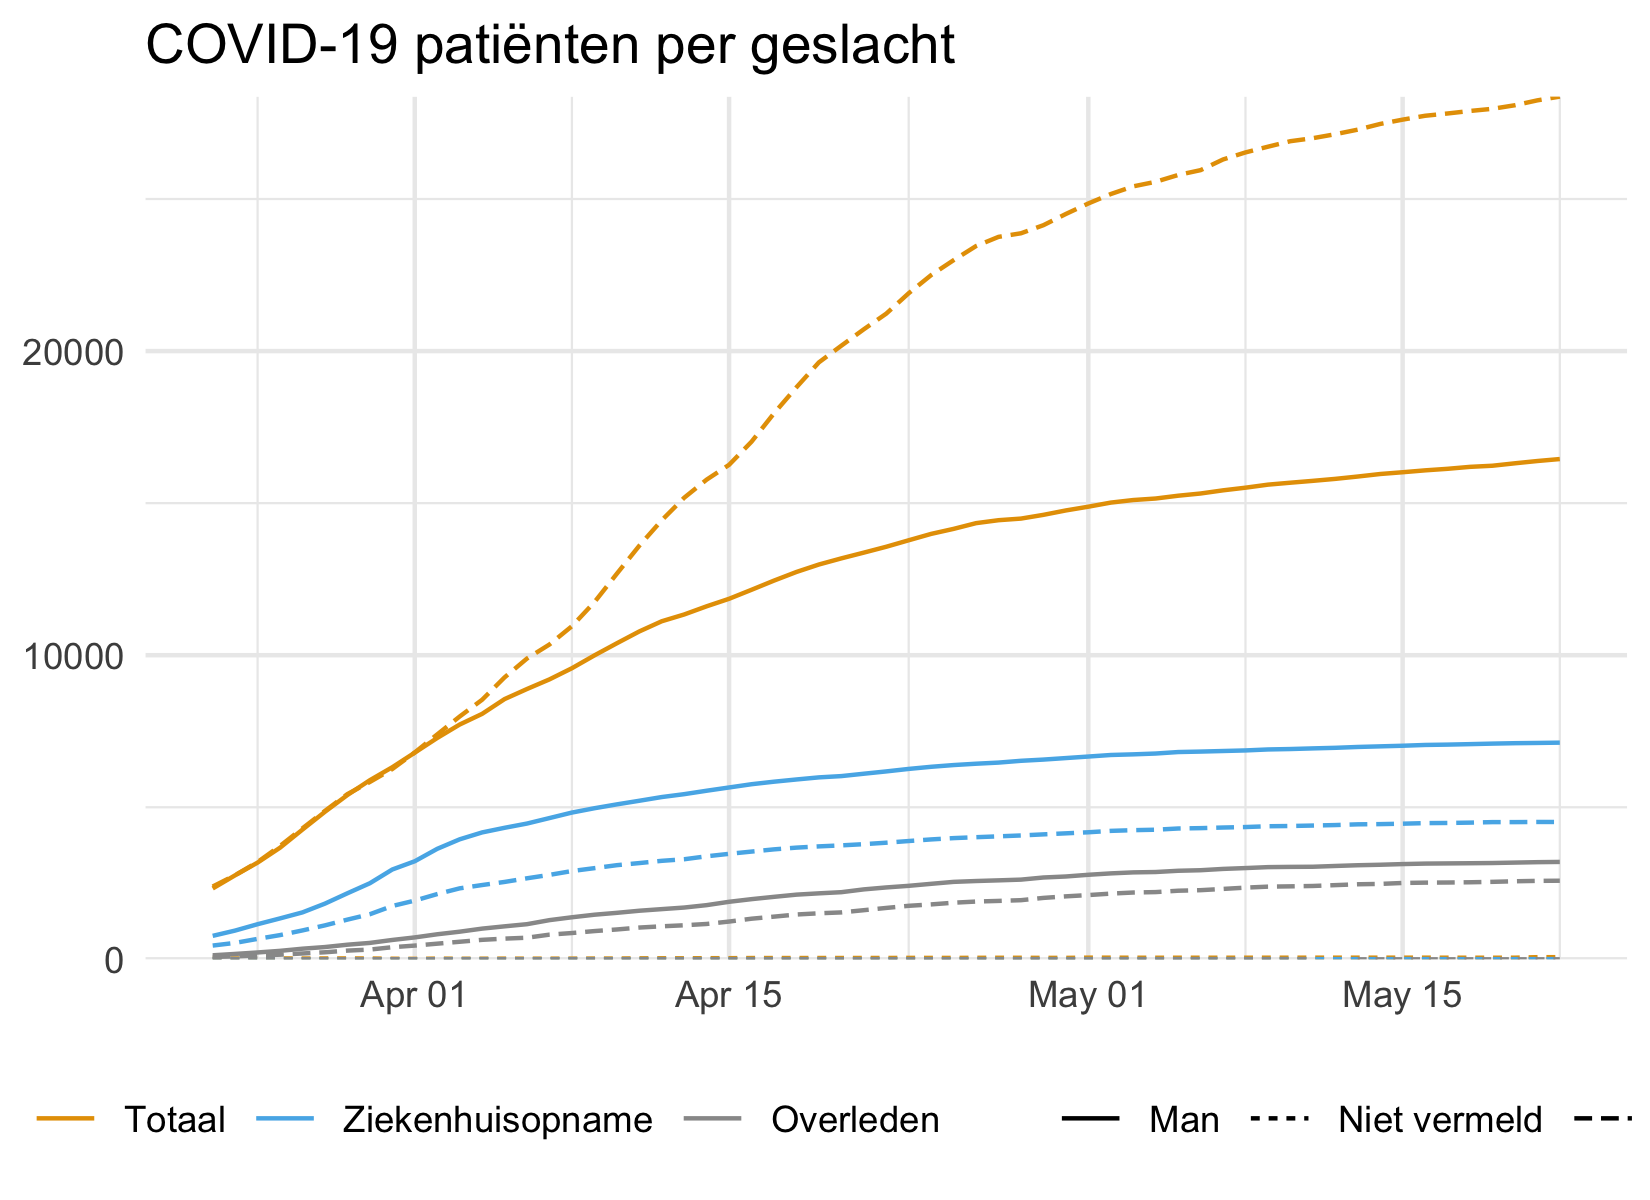 COVID-19 patiënten per geslacht
20000
10000
0
Apr 01 Apr 15 May 01 May 15
Totaal Ziekenhuisopname Overleden Man Niet vermeld